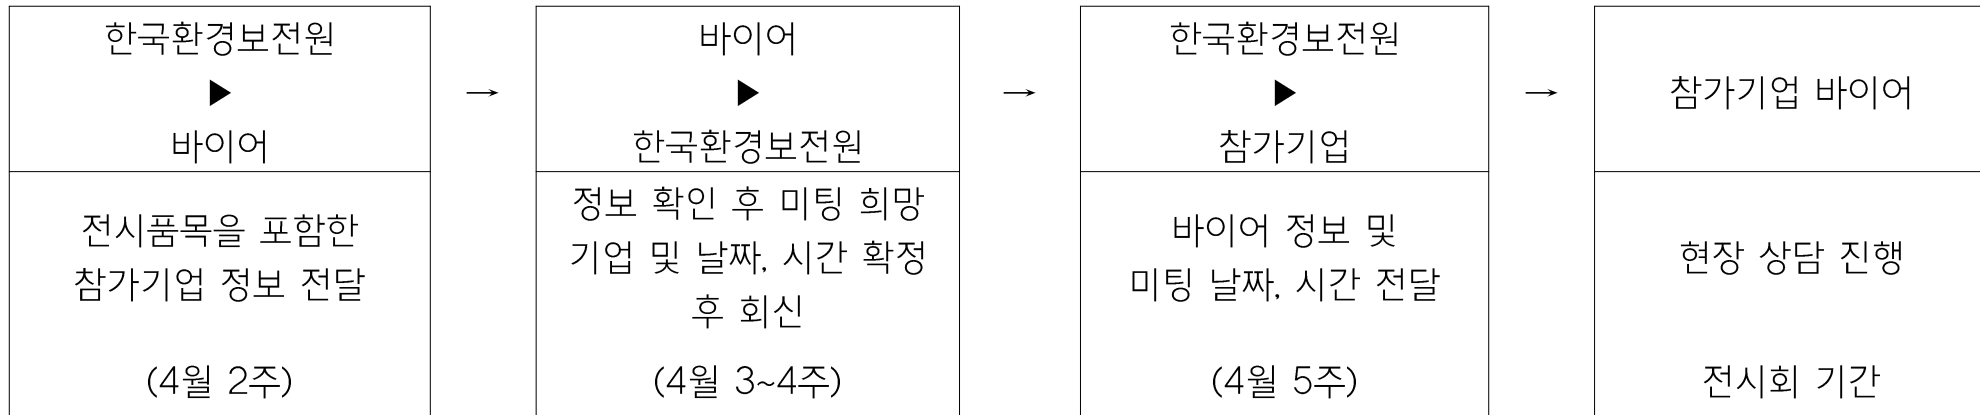 한국환경보전원
▶
바이어
전시품목을 포함한
참가기업 정보 전달
(4월 2주)
→
바이어
▶
한국환경보전원
정보 확인 후 미팅 희망
기업 및 날짜, 시간 확정
후 회신
(4월 3~4주)
→
한국환경보전원
▶
참가기업
바이어 정보 및
미팅 날짜, 시간 전달
(4월 5주)
→
참가기업 바이어
현장 상담 진행
전시회 기간